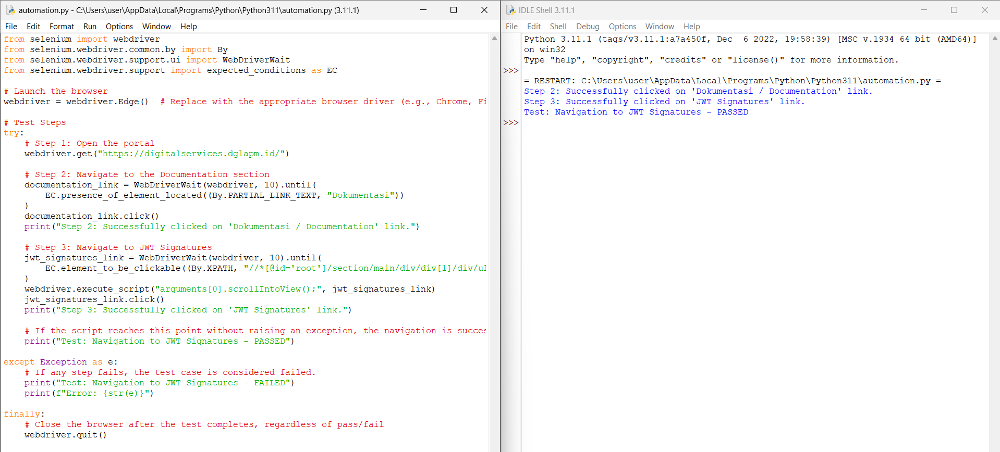 automation.py - C:\Users\user\AppData\Local\Programs\Python\Python311\automation.py (3.11.1)
File Edit Format Run Options Window Help
from selenium import webdriver
from selenium.webdriver.common.by import By
from selenium.webdriver.support.ui import WebDriverWait
from selenium.webdriver.support import expected_conditions as EC
# Launch the browser
webdriver = webdriver.Edge()  # Replace with the appropriate browser driver (e.g., Chrome, Fi
# Test Steps
try:
    # Step 1: Open the portal
    webdriver.get("https://digitalservices.dglapm.id/")
    # Step 2: Navigate to the Documentation section
    documentation_link = WebDriverWait(webdriver, 10).until(
        EC.presence_of_element_located((By.PARTIAL_LINK_TEXT, "Dokumentasi"))
    )
    documentation_link.click()
    print("Step 2: Successfully clicked on 'Dokumentasi / Documentation' link.")
    # Step 3: Navigate to JWT Signatures
    jwt_signatures_link = WebDriverWait(webdriver, 10).until(
        EC.element_to_be_clickable((By.XPATH, "//*[@id='root']/section/main/div/div[1]/div/ul
    )
    webdriver.execute_script("arguments[0].scrollIntoView();", jwt_signatures_link)
    jwt_signatures_link.click()
    print("Step 3: Successfully clicked on 'JWT Signatures' link.")
    # If the script reaches this point without raising an exception, the navigation is succes
    print("Test: Navigation to JWT Signatures - PASSED")
except Exception as e:
    # If any step fails, the test case is considered failed.
    print("Test: Navigation to JWT Signatures - FAILED")
    print(f"Error: {str(e)}")
finally:
    # Close the browser after the test completes, regardless of pass/fail
    webdriver.quit()
IDLE Shell 3.11.1
File Edit Shell Debug Options Window Help
Python 3.11.1 (tags/v3.11.1:a7a450f, Dec  6 2022, 19:58:39) [MSC v.1934 64 bit (AMD64)]
on win32
Type "help", "copyright", "credits" or "license()" for more information.
>>>
= RESTART: C:\Users\user\AppData\Local\Programs\Python\Python311\automation.py =
Step 2: Successfully clicked on 'Dokumentasi / Documentation' link.
Step 3: Successfully clicked on 'JWT Signatures' link.
Test: Navigation to JWT Signatures - PASSED
>>>